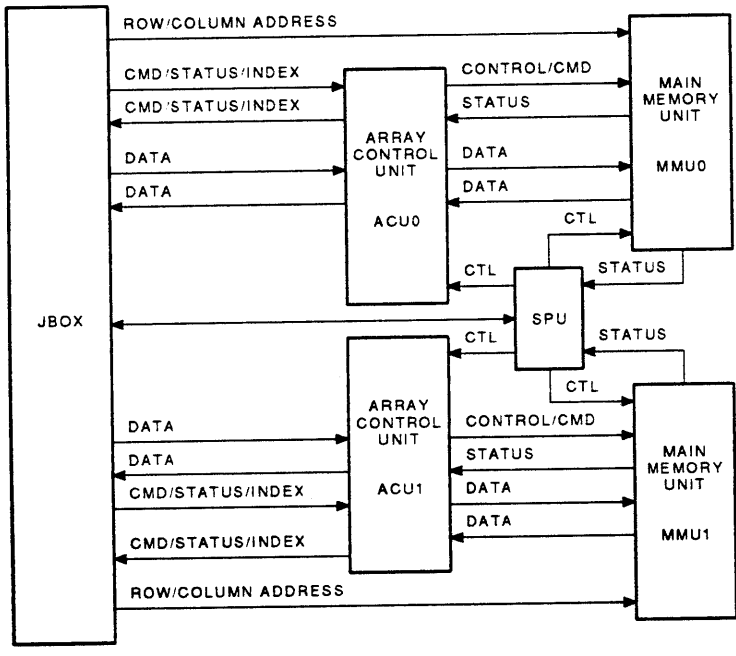 ROW/COLUMN ADDRESS
CMD/STATUS/INDEX
CMD/STATUS/INDEX
DATA
DATA
ARRAY
CONTROL
UNIT
ACU0
CONTROL/CMD
STATUS
DATA
DATA
MAIN
MEMORY
UNIT
MMU0
CTL
STATUS
CTL
JBOX
SPU
CTL
STATUS
CTL
ARRAY
CONTROL
UNIT
ACU1
DATA
DATA
CMD/STATUS/INDEX
CMD/STATUS/INDEX
ROW/COLUMN ADDRESS
CONTROL/CMD
STATUS
DATA
DATA
MAIN
MEMORY
UNIT
MMU1